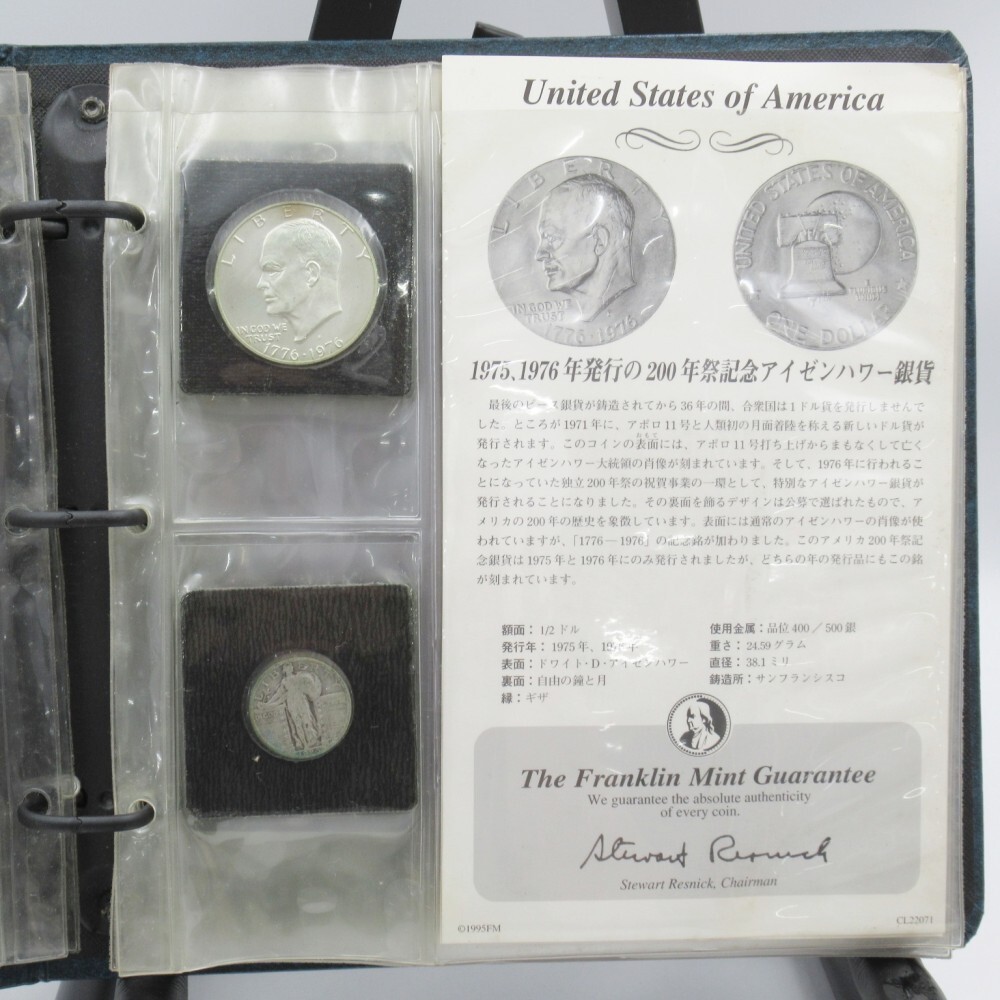 United States of America
LIBERTY
IN GOD WE
TRUST
1776·1976
LIBERTY
IN GOD WE
TRUST
1776·1976
UNITED STATES OF AMERICA
ONE DOLLAR
1975、1976年発行の200年祭記念アイゼンハワー銀貨
最後のピース銀貨が鋳造されてから36年の間、合衆国は1ドル貨を発行しませんで
した。ところが1971年に、アポロ11号と人類初の月面着陸を称える新しいドル貨が
発行されます。このコインの表面には、アポロ11号打ち上げからまもなくして亡く
なったアイゼンハワー大統領の肖像が刻まれています。そして、1976年に行われるこ
とになっていた独立200年祭の祝賀事業の一環として、特別なアイゼンハワー銀貨が
発行されることになりました。その裏面を飾るデザインは公募で選ばれたもので、ア
メリカの200年の歴史を象徴しています。表面には通常のアイゼンハワーの肖像が使
われていますが、「1776―1976」の記念銘が加わりました。このアメリカ200年祭記
念銀貨は1975年と1976年にのみ発行されましたが、どちらの年の発行品にもこの銘
が刻まれています。
額面：1/2ドル
発行年：1975年、
表面：ドワイト・D・アイゼンハワー
裏面：自由の鐘と月
縁：ギザ
使用金属：品位400／500銀
重さ：24.59グラム
直径：38.1ミリ
鋳造所：サンフランシスコ
The Franklin Mint Guarantee
We guarantee the absolute authenticity
of every coin.
Stewart Resnick
Stewart Resnick, Chairman
©1995FM
CL22071